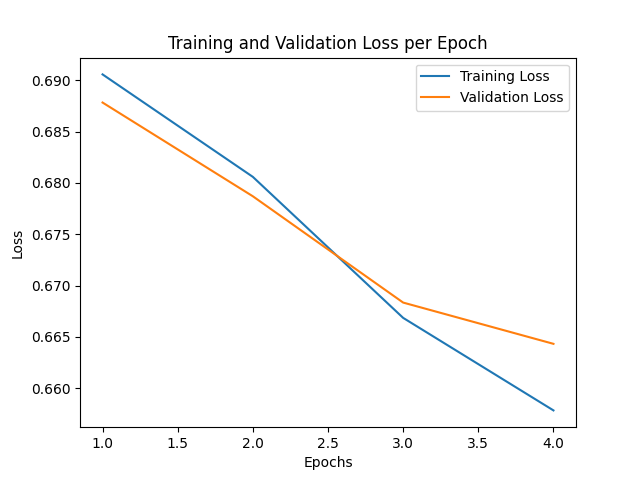 Training and Validation Loss per Epoch
Training Loss
Validation Loss
0.690
0.685
0.680
0.675
0.670
0.665
0.660
Loss
1.0 1.5 2.0 2.5 3.0 3.5 4.0
Epochs